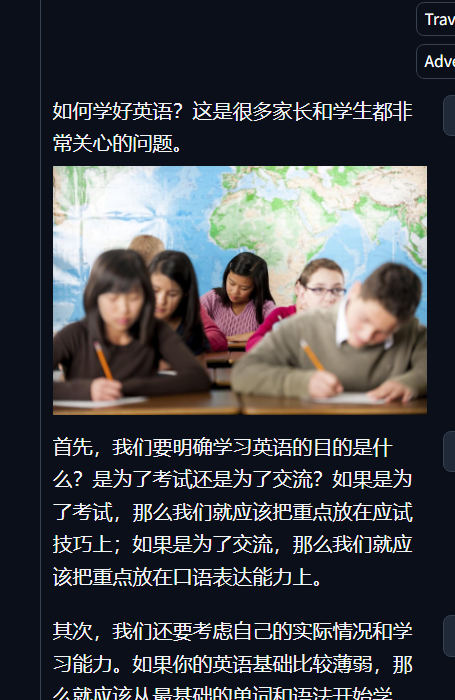 Trav
Adve
如何学好英语？这是很多家长和学生都非
常关心的问题。
首先，我们要明确学习英语的目的是什
么？是为了考试还是为了交流？如果是为
了考试，那么我们就应该把重点放在应试
技巧上；如果是为了交流，那么我们就应
该把重点放在口语表达能力上。
其次，我们还要考虑自己的实际情况和学
习能力。如果你的英语基础比较薄弱，那
么就应该从最基础的单词和语法开始学